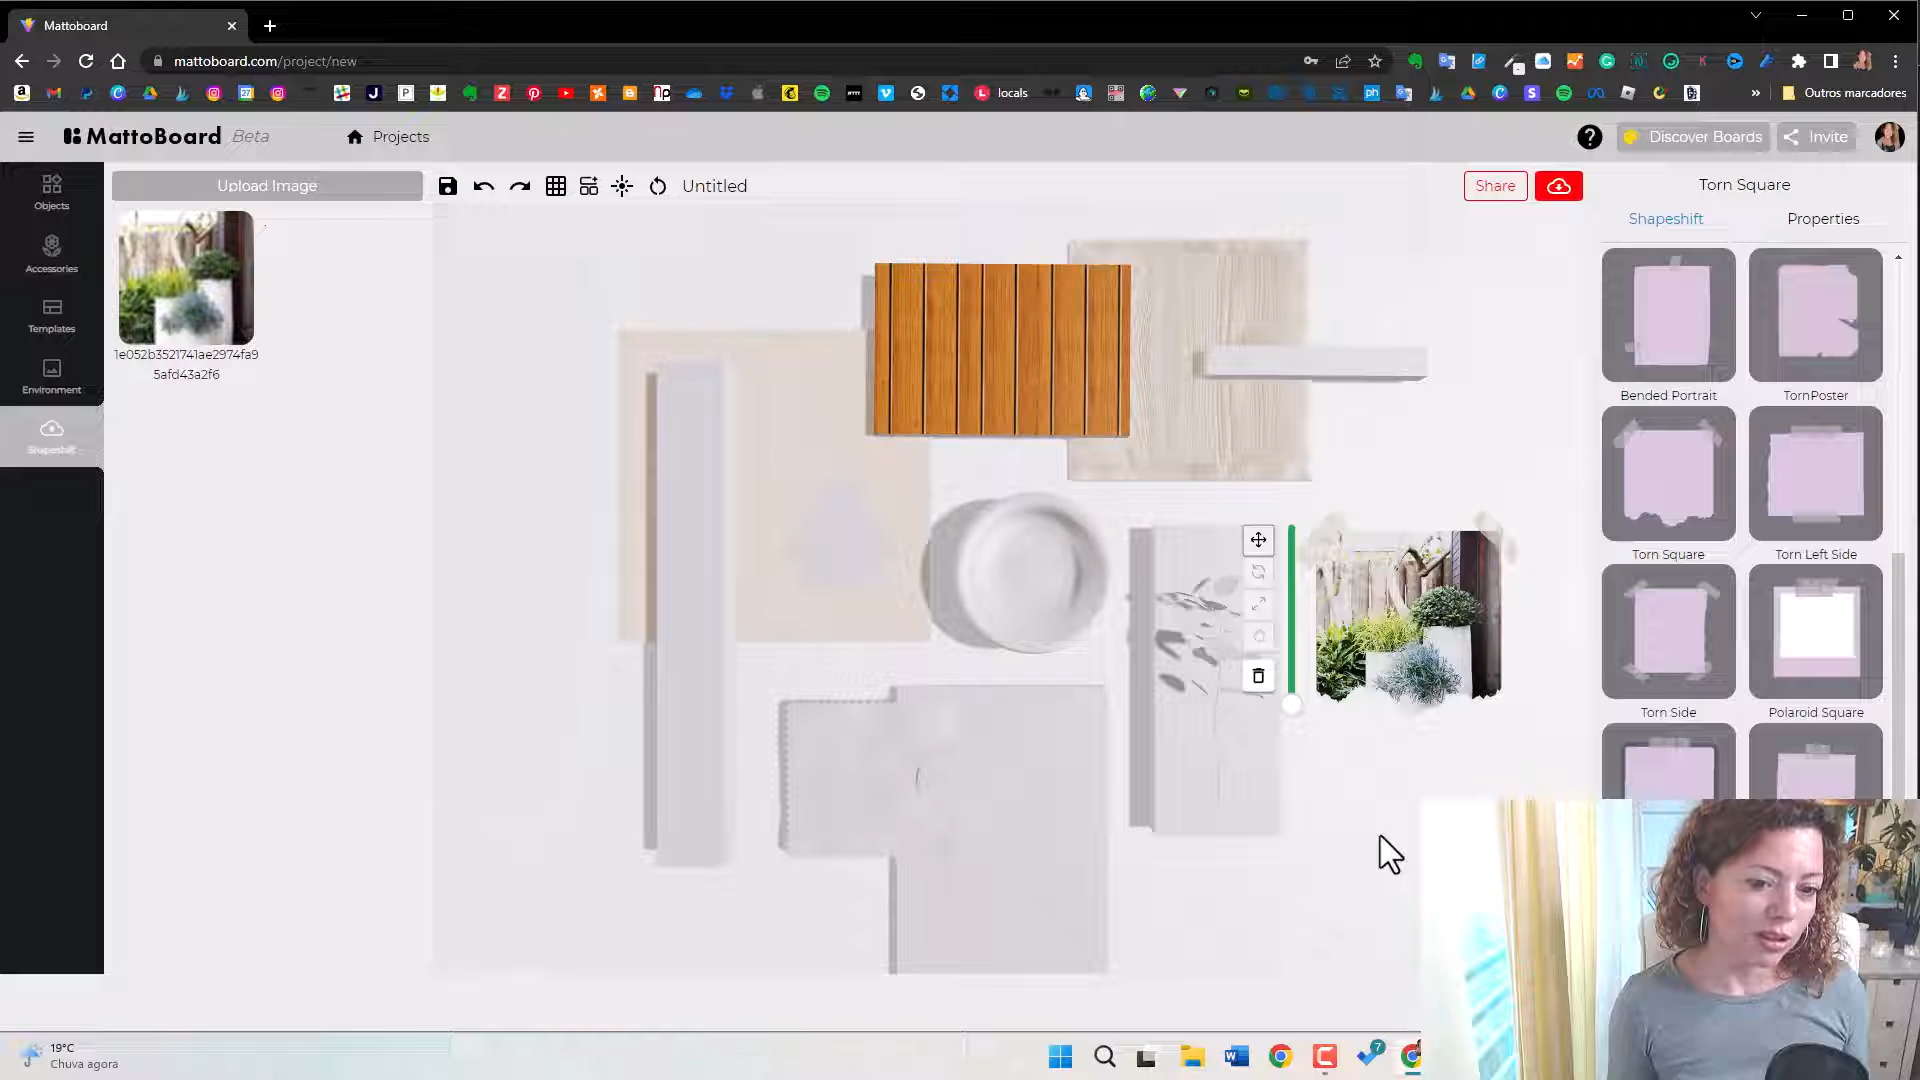 Mattoboard
mattoboard.com/project/new
locals
Outros marcadores
MattoBoard Beta
Projects
Discover Boards
Invite
Objects
Accessories
Templates
Environment
Shapeshift
Upload Image
1e052b3521741ae2974fa9
5afd43a2f6
Untitled
Share
Torn Square
Shapeshift
Properties
Bended Portrait
TornPoster
Torn Square
Torn Left Side
Torn Side
Polaroid Square
19°C
Chuva agora
7